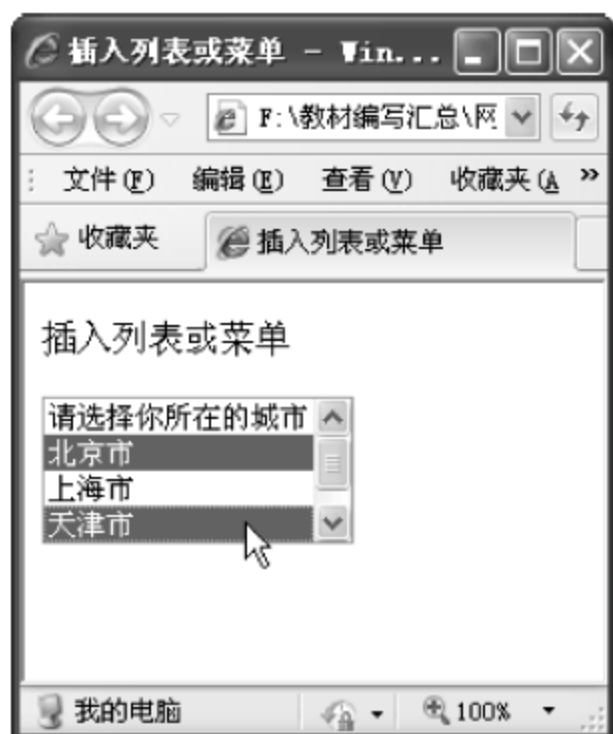 插入列表或菜单 - Win...
F:\教材编写汇总\网
文件(F) 编辑(E) 查看(V) 收藏夹(A »
收藏夹 插入列表或菜单
插入列表或菜单
请选择你所在的城市
北京市
上海市
天津市
我的电脑 100%